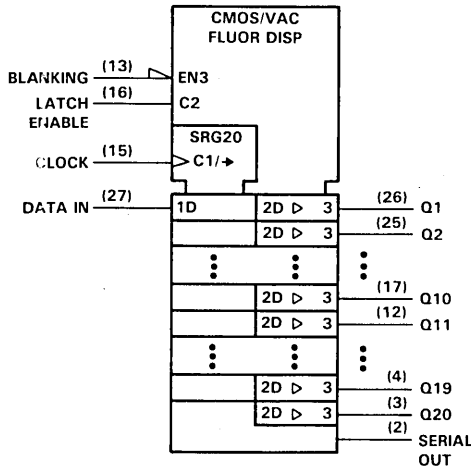 CMOS/VAC
FLUOR DISP
BLANKING (13) EN3
LATCH ENABLE (16) C2
SRG20
CLOCK (15) C1/→
DATA IN (27) 1D 2D ▷ 3 (26) Q1
2D ▷ 3 (25) Q2
2D ▷ 3 (17) Q10
2D ▷ 3 (12) Q11
2D ▷ 3 (4) Q19
2D ▷ 3 (3) Q20
(2) SERIAL OUT